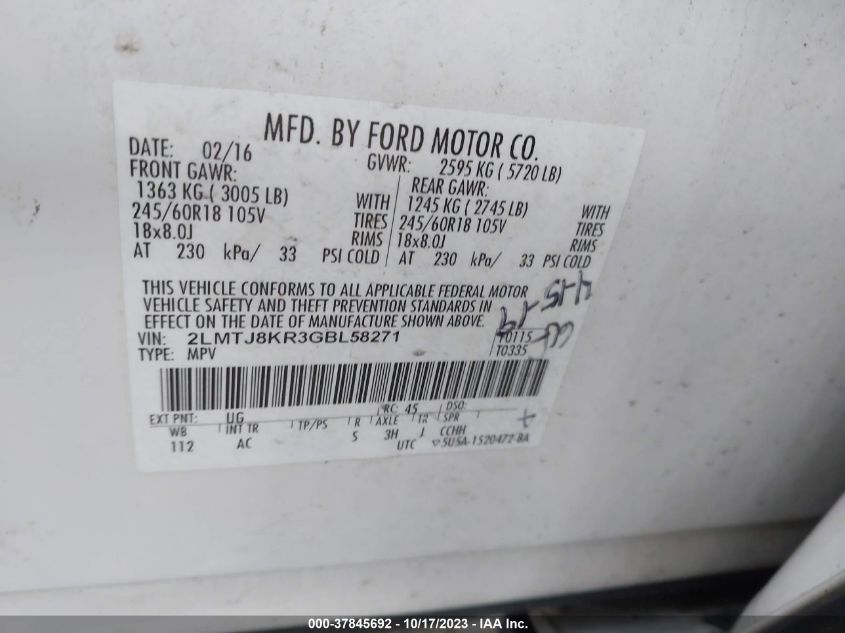 MFD. BY FORD MOTOR CO.
DATE: 02/16 GVWR: 2595 KG ( 5720 LB)
FRONT GAWR: REAR GAWR:
1363 KG ( 3005 LB) WITH 1245 KG ( 2745 LB) WITH
245/60R18 105V TIRES 245/60R18 105V TIRES
18x8.0J RIMS 18x8.0J RIMS
AT 230 kPa/ 33 PSI COLD AT 230 kPa/ 33 PSI COLD
THIS VEHICLE CONFORMS TO ALL APPLICABLE FEDERAL MOTOR
VEHICLE SAFETY AND THEFT PREVENTION STANDARDS IN
EFFECT ON THE DATE OF MANUFACTURE SHOWN ABOVE.
VIN: 2LMTJ8KR3GBL58271 T0115
TYPE: MPV T0335
RC: 45 DSO:
EXT PNT: UG
WB INT TR TP/PS R AXLE TR SPR
112 AC S 3H J CCHH
UTC 5U5A-1520472-BA
000-37845692 - 10/17/2023 - IAA Inc.